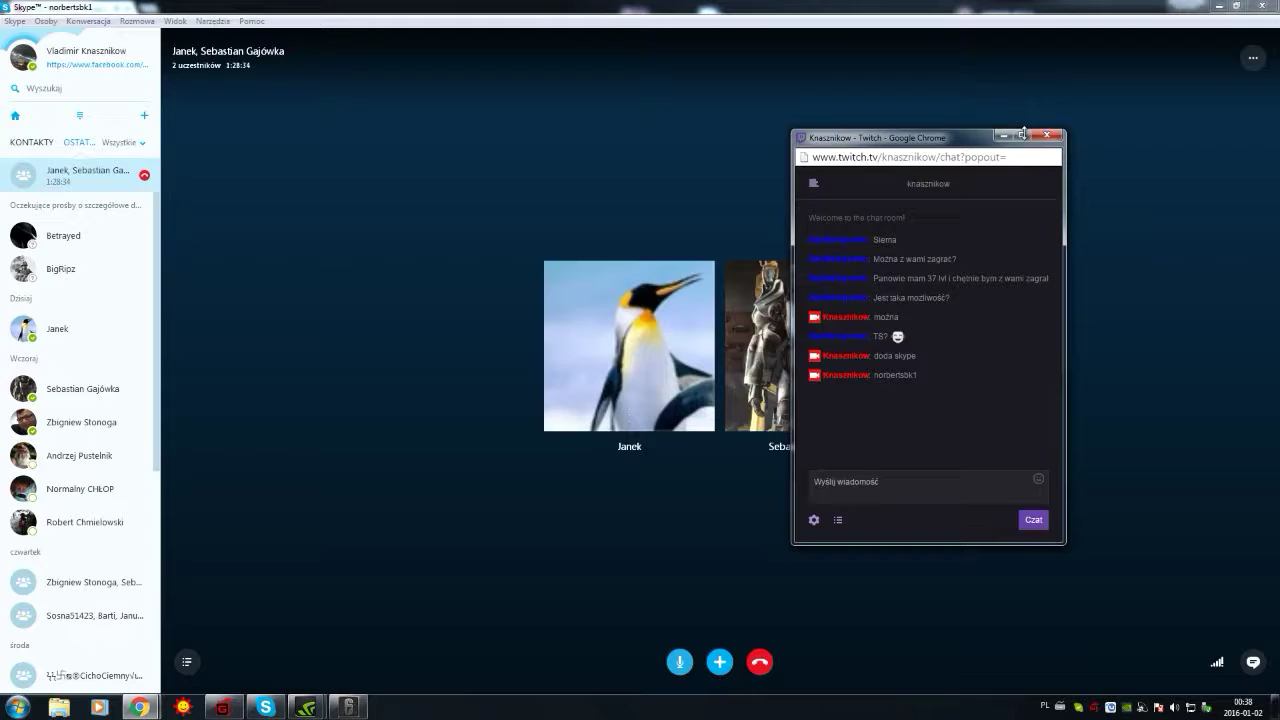 Skype™ - norbertsbk1
Skype Osoby Konwersacja Rozmowa Widok Narzędzia Pomoc
Vladimir Knasznikow
https://www.facebook.com/...
Wyszukaj
KONTAKTY OSTAT... Wszystkie
Janek, Sebastian Ga...
1:28:34
Oczekujące prośby o szczegółowe d...
Betrayed
BigRipz
Dzisiaj
Janek
Wczoraj
Sebastian Gajówka
Zbigniew Stonoga
Andrzej Pustelnik
Normalny CHŁOP
Robert Chmielowski
czwartek
Zbigniew Stonoga, Seb...
Sosna51423, Barti, Janu...
środa
Janek, Sebastian Gajówka
2 uczestników 1:28:34
Janek
Seba
Knasznikow - Twitch - Google Chrome
www.twitch.tv/knasznikow/chat?popout=
knasznikow
Welcome to the chat room!
Siema
Można z wami zagrać?
Panowie mam 37 lvl i chętnie bym z wami zagral
Jest taka możliwość?
Knasznikow: można
TS?
Knasznikow: doda skype
Knasznikow: norbertsbk1
Wyślij wiadomość
Czat
PL
00:38
2016-01-02